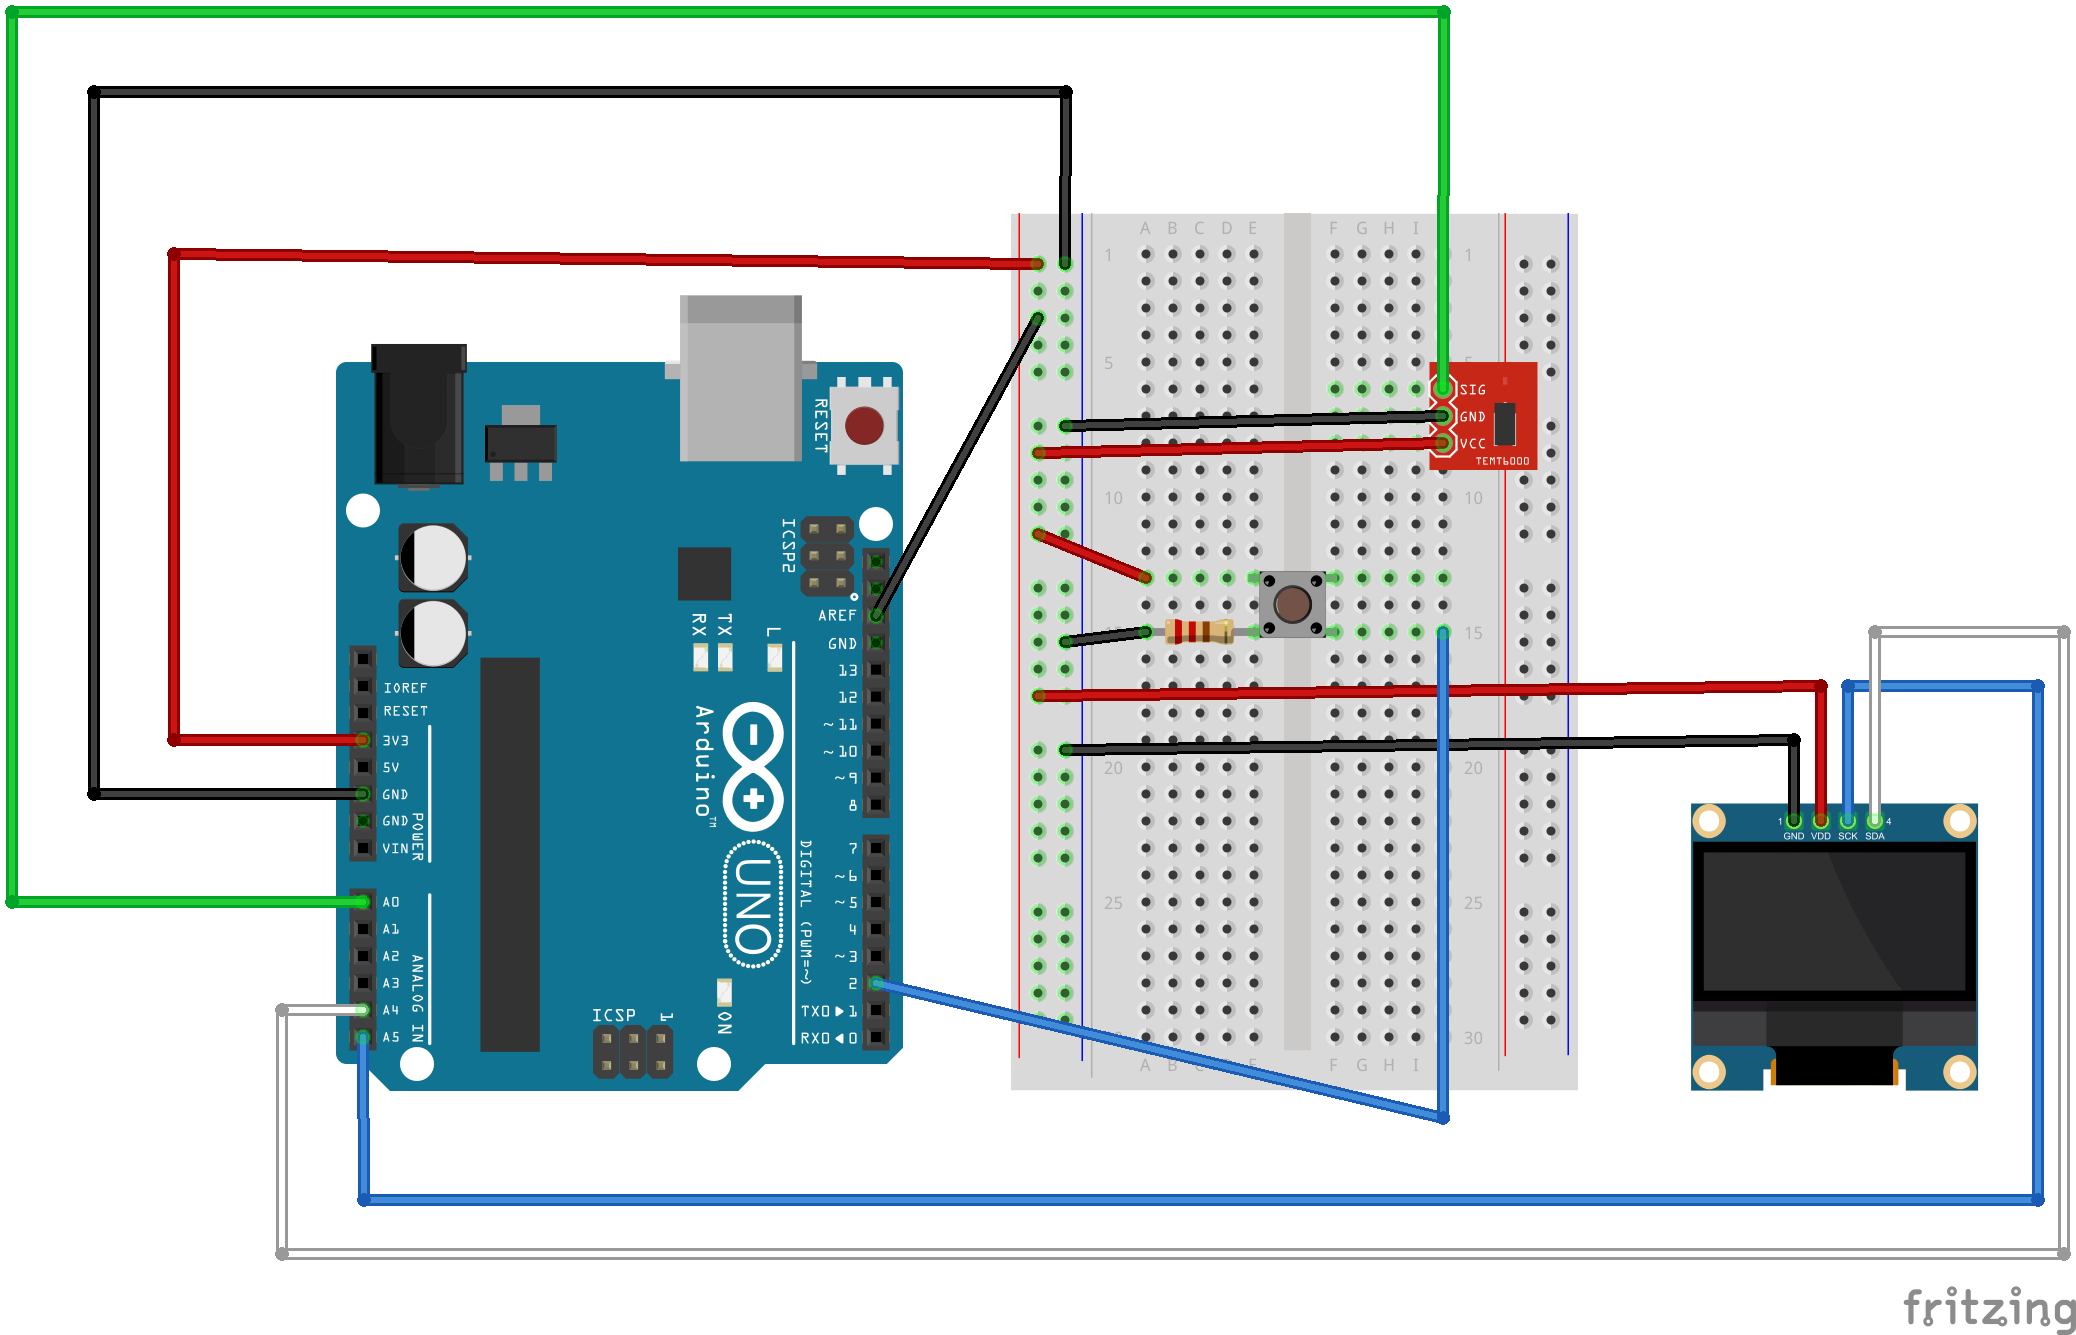 A B C D E F G H I
1 1
5
10 10
15
20 20
25 25
30
A B C D E F G H I
SIG
GND
VCC
TEMT6000
RESET
ICSP2
AREF
GND
13
12
~11
~10
~9
8
7
~6
~5
4
~3
2
TX0▶1
RX0◀0
DIGITAL (PWM=~)
RX
TX
L
Arduino™
UNO
ON
ICSP
1
IOREF
RESET
3V3
5V
GND
GND
VIN
POWER
A0
A1
A2
A3
A4
A5
ANALOG IN
1 4
GND VDD SCK SDA
fritzing